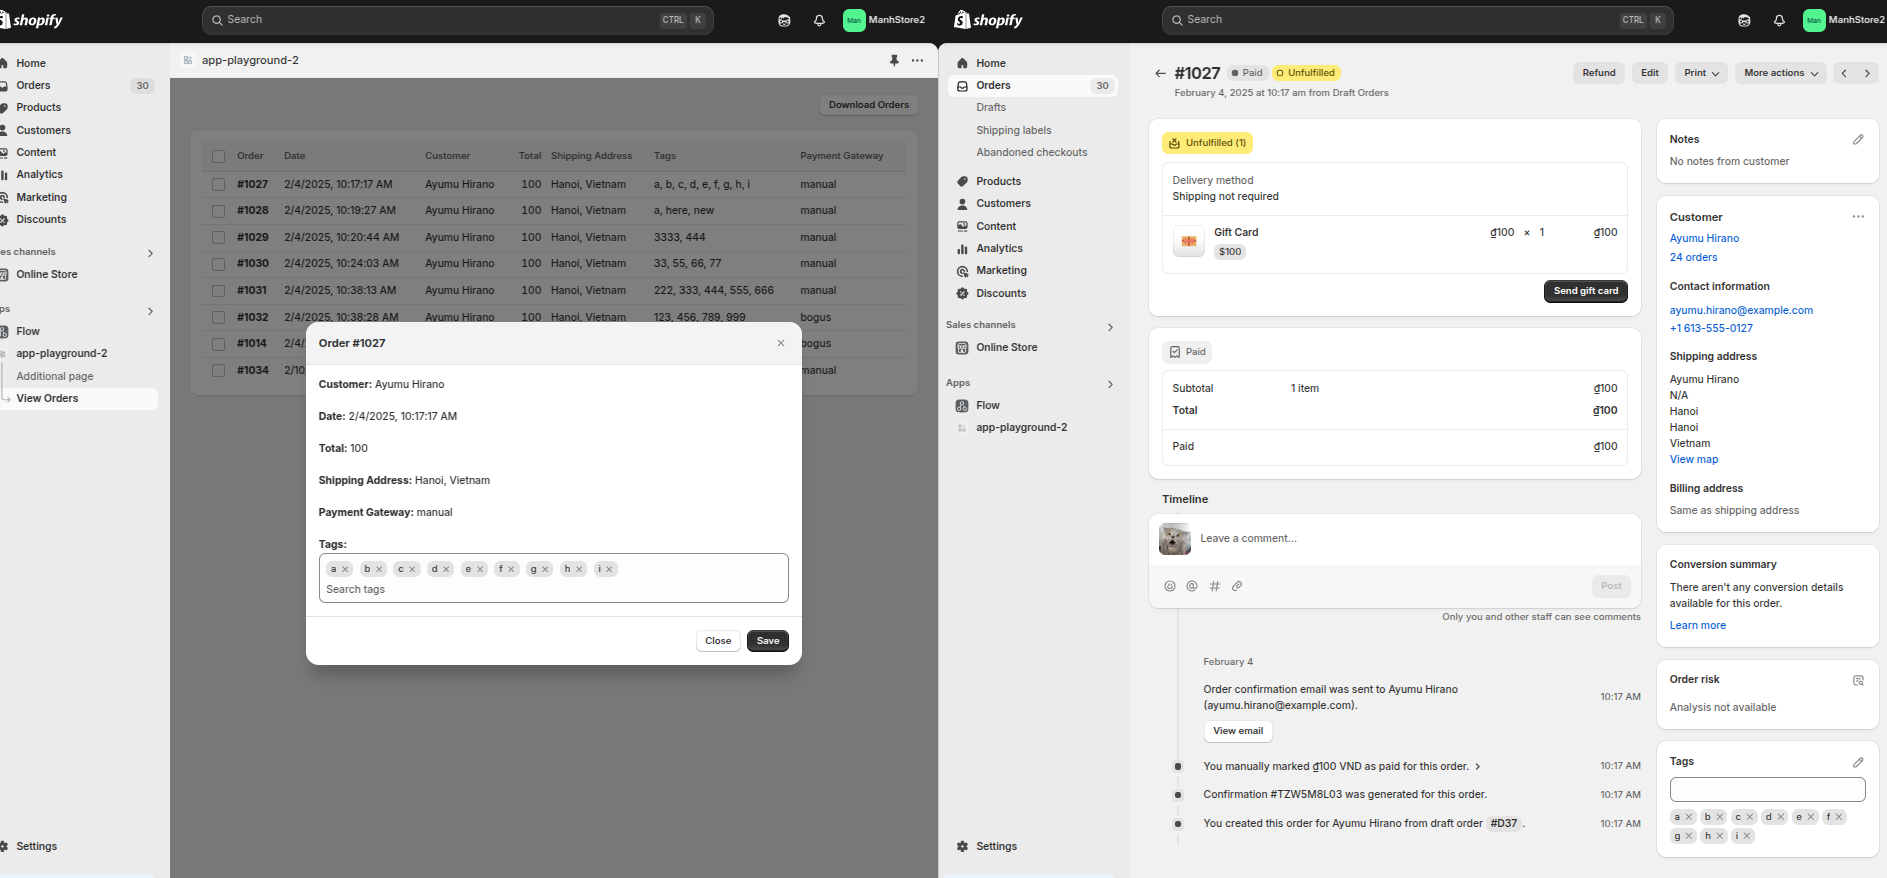 shopify
Search
CTRL K
Man
ManhStore2
Home
Orders 30
Products
Customers
Content
Analytics
Marketing
Discounts
es channels
Online Store
ps
Flow
app-playground-2
Additional page
View Orders
Settings
app-playground-2
Download Orders
Order Date Customer Total Shipping Address Tags Payment Gateway
#1027 2/4/2025, 10:17:17 AM Ayumu Hirano 100 Hanoi, Vietnam a, b, c, d, e, f, g, h, i manual
#1028 2/4/2025, 10:19:27 AM Ayumu Hirano 100 Hanoi, Vietnam a, here, new manual
#1029 2/4/2025, 10:20:44 AM Ayumu Hirano 100 Hanoi, Vietnam 3333, 444 manual
#1030 2/4/2025, 10:24:03 AM Ayumu Hirano 100 Hanoi, Vietnam 33, 55, 66, 77 manual
#1031 2/4/2025, 10:38:13 AM Ayumu Hirano 100 Hanoi, Vietnam 222, 333, 444, 555, 666 manual
#1032 2/4/2025, 10:38:28 AM Ayumu Hirano 100 Hanoi, Vietnam 123, 456, 789, 999 bogus
#1014 2/4/ bogus
#1034 2/10 manual
Order #1027
Customer: Ayumu Hirano
Date: 2/4/2025, 10:17:17 AM
Total: 100
Shipping Address: Hanoi, Vietnam
Payment Gateway: manual
Tags:
a b c d e f g h i
Search tags
Close Save
shopify
Search
CTRL K
Man
ManhStore2
Home
Orders 30
Drafts
Shipping labels
Abandoned checkouts
Products
Customers
Content
Analytics
Marketing
Discounts
Sales channels
Online Store
Apps
Flow
app-playground-2
Settings
#1027 Paid Unfulfilled
Refund Edit Print More actions
February 4, 2025 at 10:17 am from Draft Orders
Unfulfilled (1)
Delivery method
Shipping not required
Gift Card ₫100 × 1 ₫100
$100
Send gift card
Paid
Subtotal 1 item ₫100
Total ₫100
Paid ₫100
Timeline
Leave a comment...
Post
Only you and other staff can see comments
February 4
Order confirmation email was sent to Ayumu Hirano
(ayumu.hirano@example.com).
10:17 AM
View email
You manually marked ₫100 VND as paid for this order. 10:17 AM
Confirmation #TZW5M8L03 was generated for this order. 10:17 AM
You created this order for Ayumu Hirano from draft order #D37 . 10:17 AM
Notes
No notes from customer
Customer
Ayumu Hirano
24 orders
Contact information
ayumu.hirano@example.com
+1 613-555-0127
Shipping address
Ayumu Hirano
N/A
Hanoi
Hanoi
Vietnam
View map
Billing address
Same as shipping address
Conversion summary
There aren't any conversion details
available for this order.
Learn more
Order risk
Analysis not available
Tags
a b c d e f
g h i